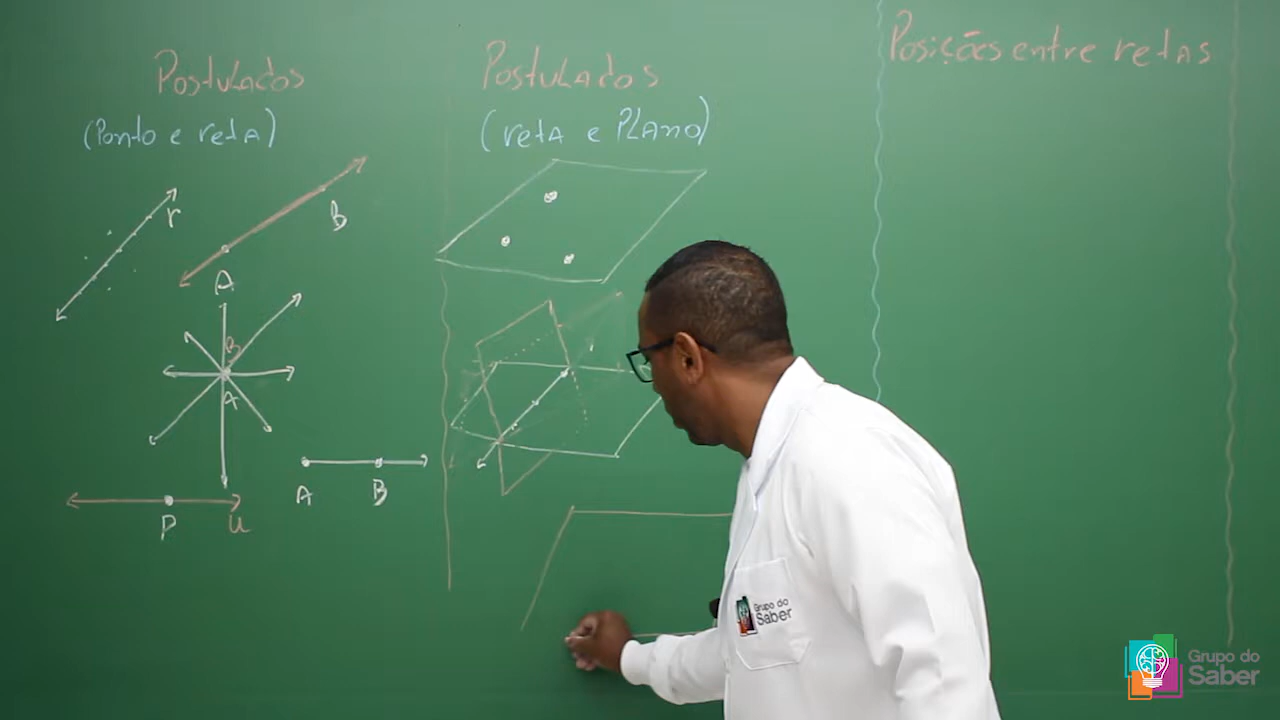 Postulados
(Ponto e reta)
r
B
A
B
A
A
B
P
u
Postulados
(reta e Plano)
Posições entre retas
Grupo do
Saber
Grupo do
Saber